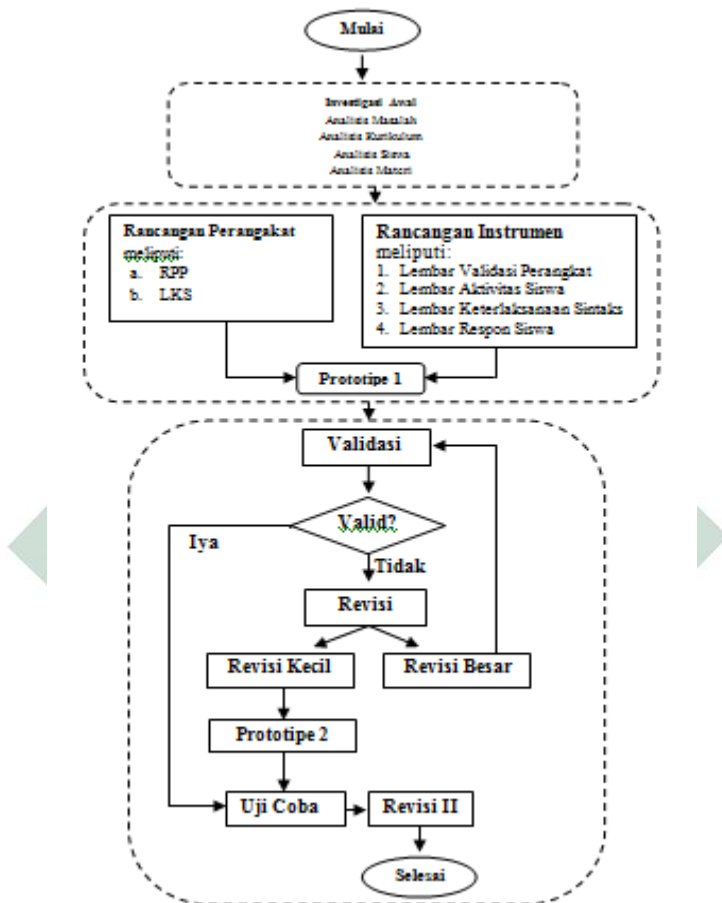 Mulai
Investigasi Awal
Analisis Masalah
Analisis Kurikulum
Analisis Siswa
Analisis Materi
Rancangan Perangakat
meliputi:
a. RPP
b. LKS
Rancangan Instrumen
meliputi:
1. Lembar Validasi Perangkat
2. Lembar Aktivitas Siswa
3. Lembar Keterlaksanaan Sintaks
4. Lembar Respon Siswa
Prototipe 1
Validasi
Valid?
Iya
Tidak
Revisi
Revisi Kecil
Revisi Besar
Prototipe 2
Uji Coba
Revisi II
Selesai